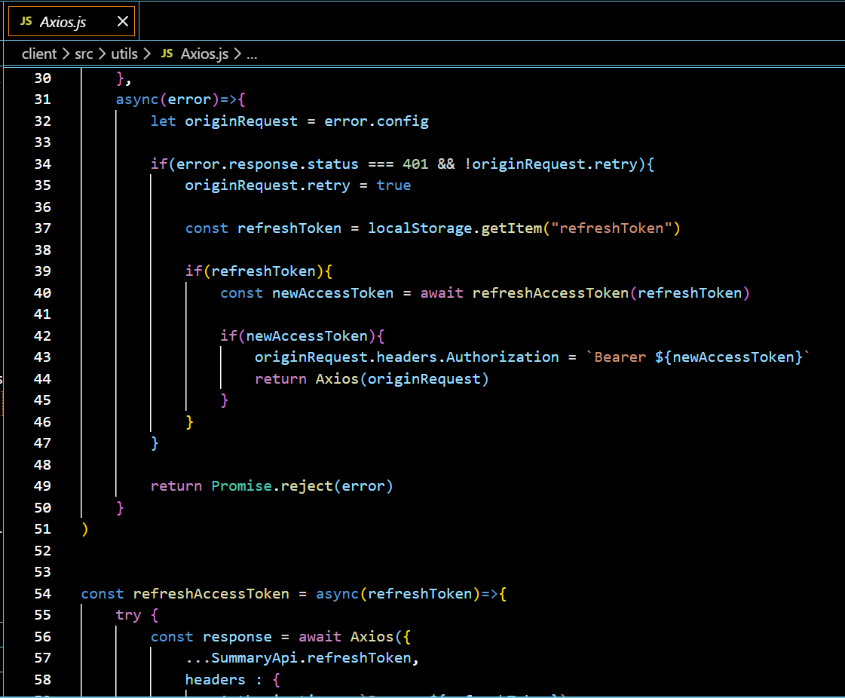 JS Axios.js ×
client > src > utils > JS Axios.js > ...
30 },
31 async(error)=>{
32 let originRequest = error.config
33
34 if(error.response.status === 401 && !originRequest.retry){
35 originRequest.retry = true
36
37 const refreshToken = localStorage.getItem("refreshToken")
38
39 if(refreshToken){
40 const newAccessToken = await refreshAccessToken(refreshToken)
41
42 if(newAccessToken){
43 originRequest.headers.Authorization = `Bearer ${newAccessToken}`
44 return Axios(originRequest)
45 }
46 }
47 }
48
49 return Promise.reject(error)
50 }
51 )
52
53
54 const refreshAccessToken = async(refreshToken)=>{
55 try {
56 const response = await Axios({
57 ...SummaryApi.refreshToken,
58 headers : {